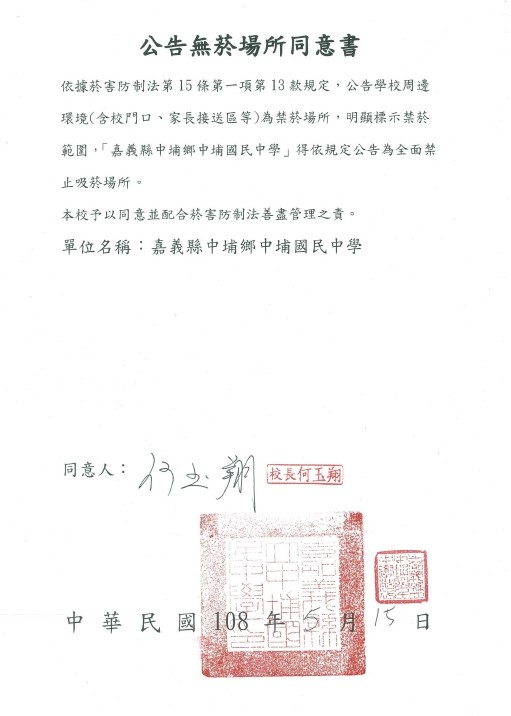 公告無菸場所同意書
依據菸害防制法第15條第一項第13款規定，公告學校周邊
環境(含校門口、家長接送區等)為禁菸場所，明顯標示禁菸
範圍，「嘉義縣中埔鄉中埔國民中學」得依規定公告為全面禁
止吸菸場所。
本校予以同意並配合菸害防制法善盡管理之責。
單位名稱：嘉義縣中埔鄉中埔國民中學
同意人：何玉翔 校長何玉翔
中華民國108年5月15日